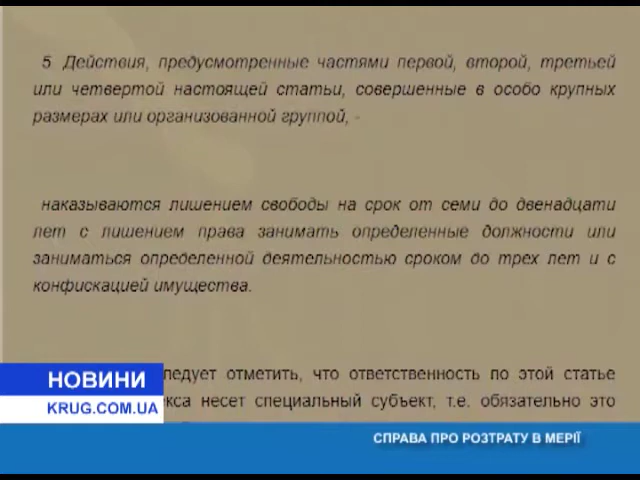 5 Действия, предусмотренные частями первой, второй, третьей
или четвертой настоящей статьи, совершенные в особо крупных
размерах или организованной группой, -
наказываются лишением свободы на срок от семи до двенадцати
лет с лишением права занимать определенные должности или
заниматься определенной деятельностью сроком до трех лет и с
конфискацией имущества.
отметить, что ответственность по этой статье
несет специальный субъект, т.е. обязательно это
НОВИНИ
KRUG.COM.UA
СПРАВА ПРО РОЗТРАТУ В МЕРІЇ